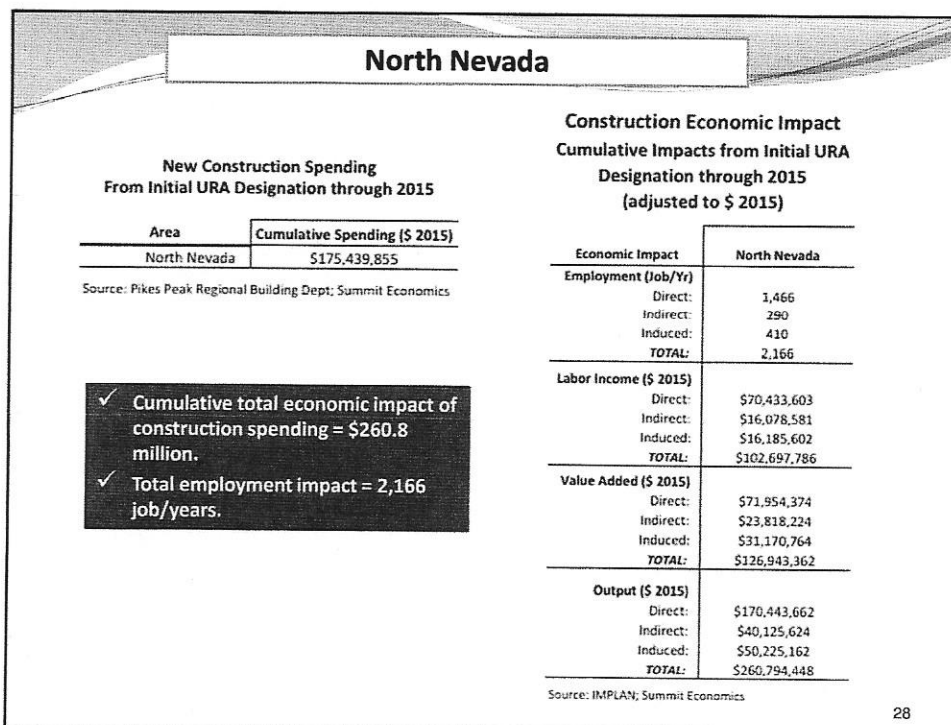 North Nevada
New Construction Spending
From Initial URA Designation through 2015
Area Cumulative Spending ($ 2015)
North Nevada $175,439,855
Source: Pikes Peak Regional Building Dept; Summit Economics
✓ Cumulative total economic impact of
construction spending = $260.8
million.
✓ Total employment impact = 2,166
job/years.
Construction Economic Impact
Cumulative Impacts from Initial URA
Designation through 2015
(adjusted to $ 2015)
Economic Impact North Nevada
Employment (Job/Yr)
Direct: 1,466
Indirect: 290
Induced: 410
TOTAL: 2,166
Labor Income ($ 2015)
Direct: $70,433,603
Indirect: $16,078,581
Induced: $16,185,602
TOTAL: $102,697,786
Value Added ($ 2015)
Direct: $71,954,374
Indirect: $23,818,224
Induced: $31,170,764
TOTAL: $126,943,362
Output ($ 2015)
Direct: $170,443,662
Indirect: $40,125,624
Induced: $50,225,162
TOTAL: $260,794,448
Source: IMPLAN; Summit Economics
28